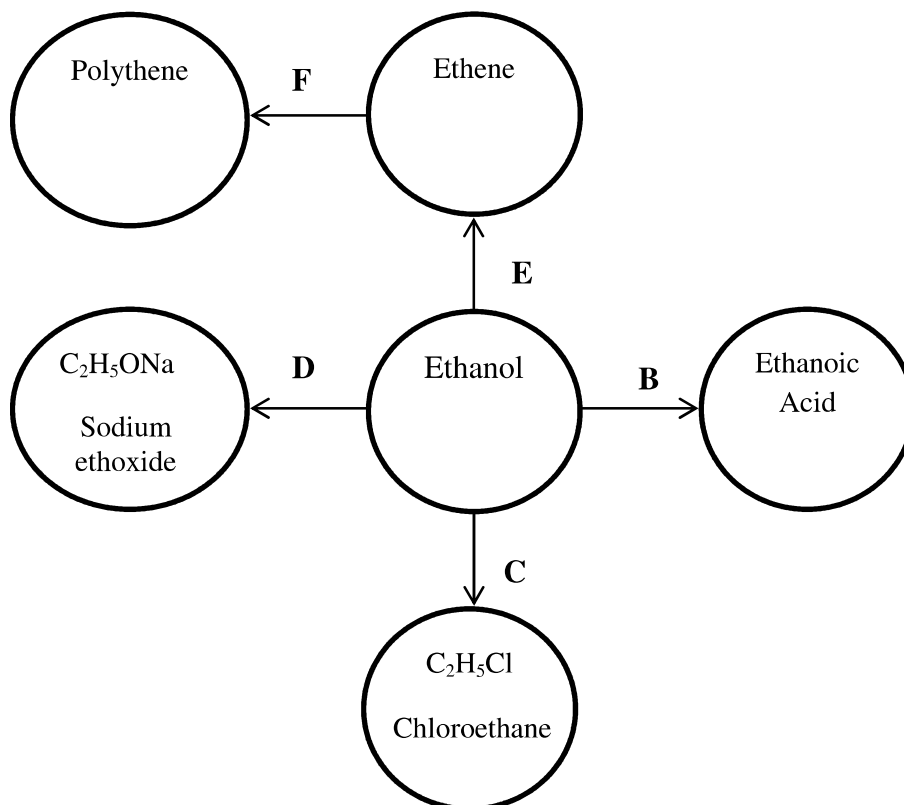 Polythene
F
Ethene
E
C₂H₅ONa
Sodium
ethoxide
D
Ethanol
B
Ethanoic
Acid
C
C₂H₅Cl
Chloroethane